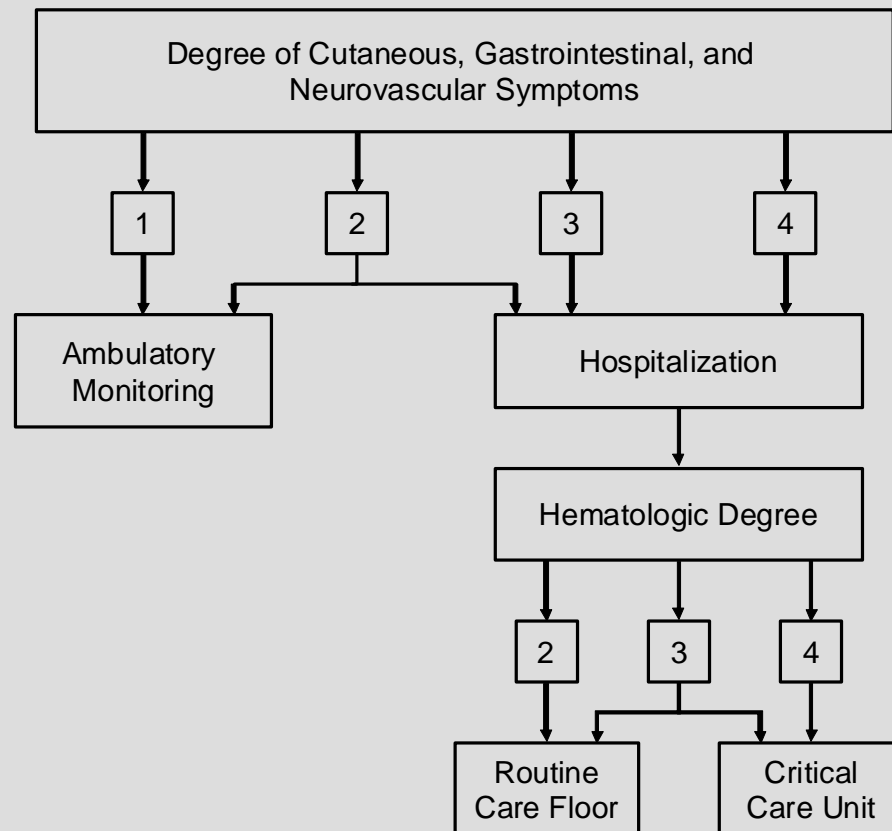 Degree of Cutaneous, Gastrointestinal, and
Neurovascular Symptoms
1
2
3
4
Ambulatory
Monitoring
Hospitalization
Hematologic Degree
2
3
4
Routine
Care Floor
Critical
Care Unit